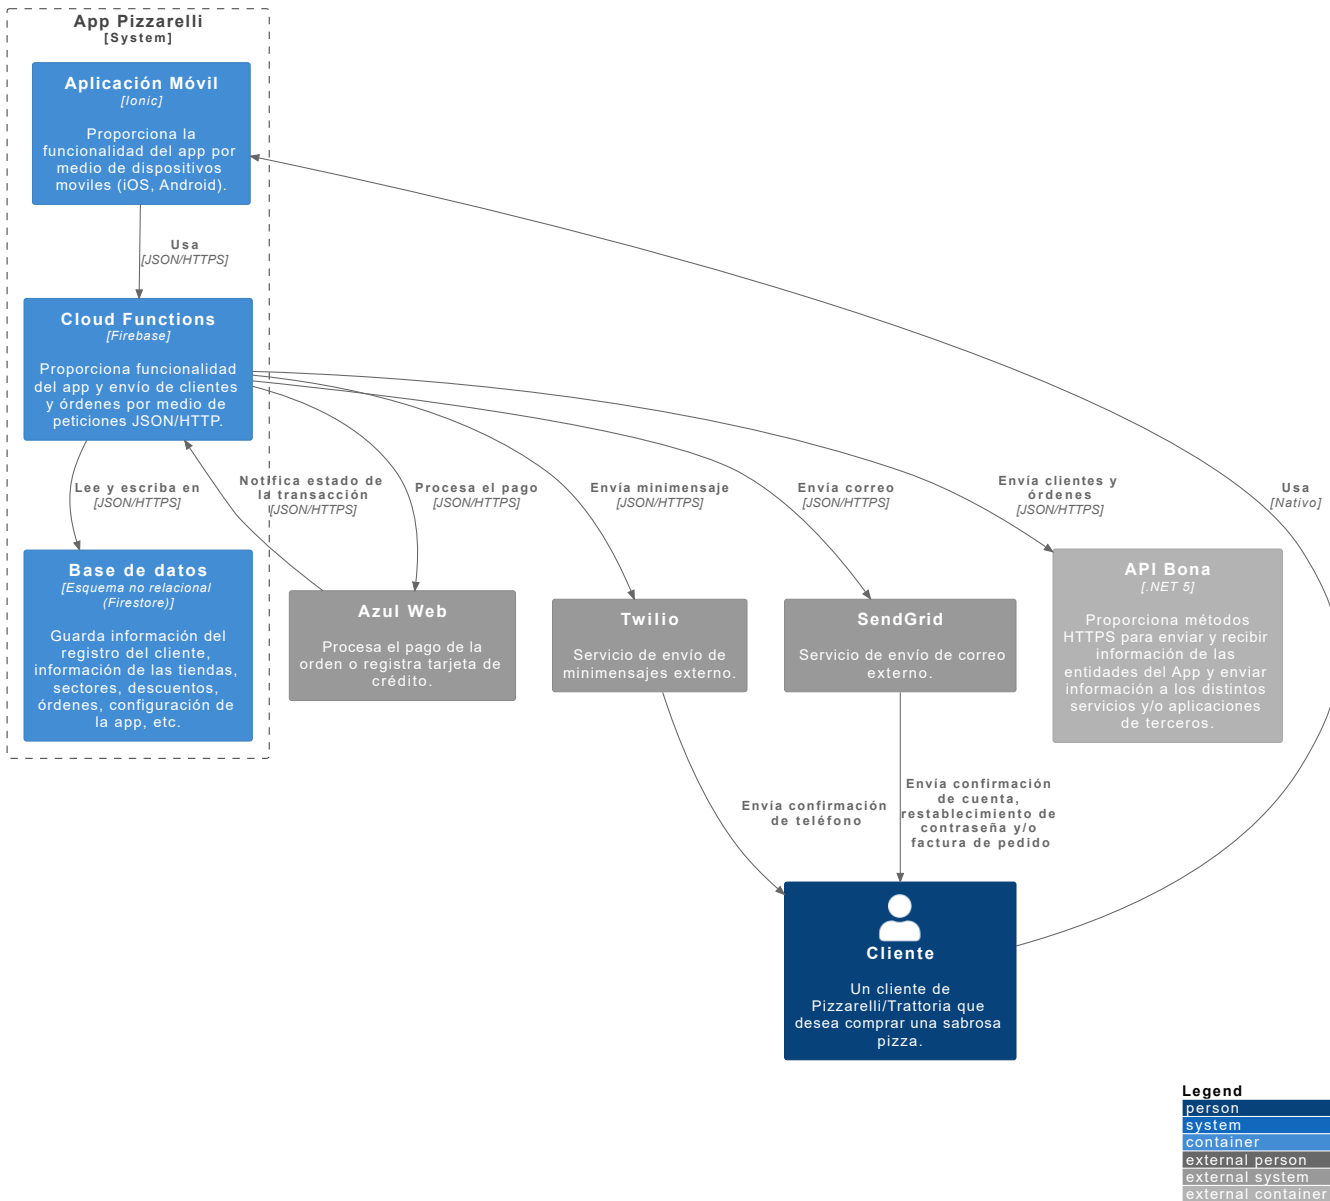 App Pizzarelli
[System]
Aplicación Móvil
[Ionic]
Proporciona la
funcionalidad del app por
medio de dispositivos
moviles (iOS, Android).
Usa
[JSON/HTTPS]
Cloud Functions
[Firebase]
Proporciona funcionalidad
del app y envío de clientes
y órdenes por medio de
peticiones JSON/HTTP.
Lee y escriba en
[JSON/HTTPS]
Notifica estado de
la transacción
[JSON/HTTPS]
Procesa el pago
[JSON/HTTPS]
Envía minimensaje
[JSON/HTTPS]
Envía correo
[JSON/HTTPS]
Envía clientes y
órdenes
[JSON/HTTPS]
Usa
[Nativo]
Base de datos
[Esquema no relacional
(Firestore)]
Guarda información del
registro del cliente,
información de las tiendas,
sectores, descuentos,
órdenes, configuración de
la app, etc.
Azul Web
Procesa el pago de la
orden o registra tarjeta de
crédito.
Twilio
Servicio de envío de
minimensajes externo.
SendGrid
Servicio de envío de correo
externo.
API Bona
[.NET 5]
Proporciona métodos
HTTPS para enviar y recibir
información de las
entidades del App y enviar
información a los distintos
servicios y/o aplicaciones
de terceros.
Envía confirmación
de teléfono
Envía confirmación
de cuenta,
restablecimiento de
contraseña y/o
factura de pedido
Cliente
Un cliente de
Pizzarelli/Trattoria que
desea comprar una sabrosa
pizza.
Legend
person
system
container
external person
external system
external container